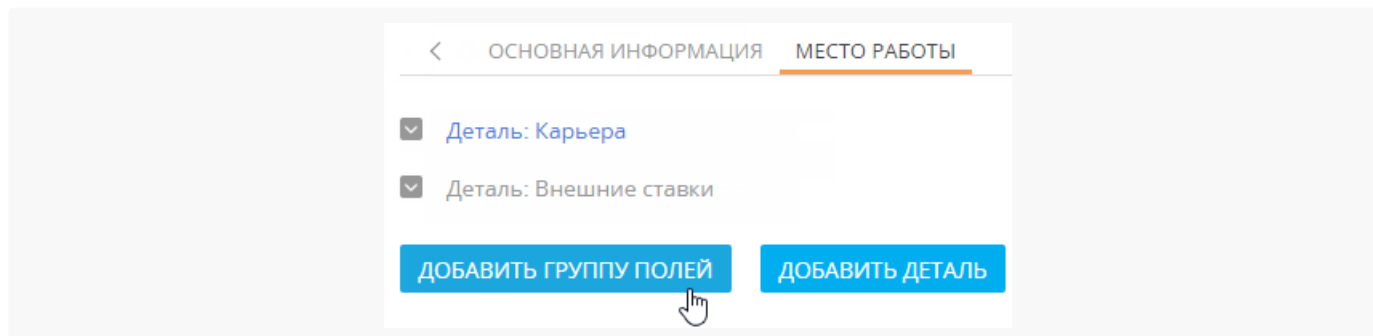 ОСНОВНАЯ ИНФОРМАЦИЯ МЕСТО РАБОТЫ
Деталь: Карьера
Деталь: Внешние ставки
ДОБАВИТЬ ГРУППУ ПОЛЕЙ ДОБАВИТЬ ДЕТАЛЬ